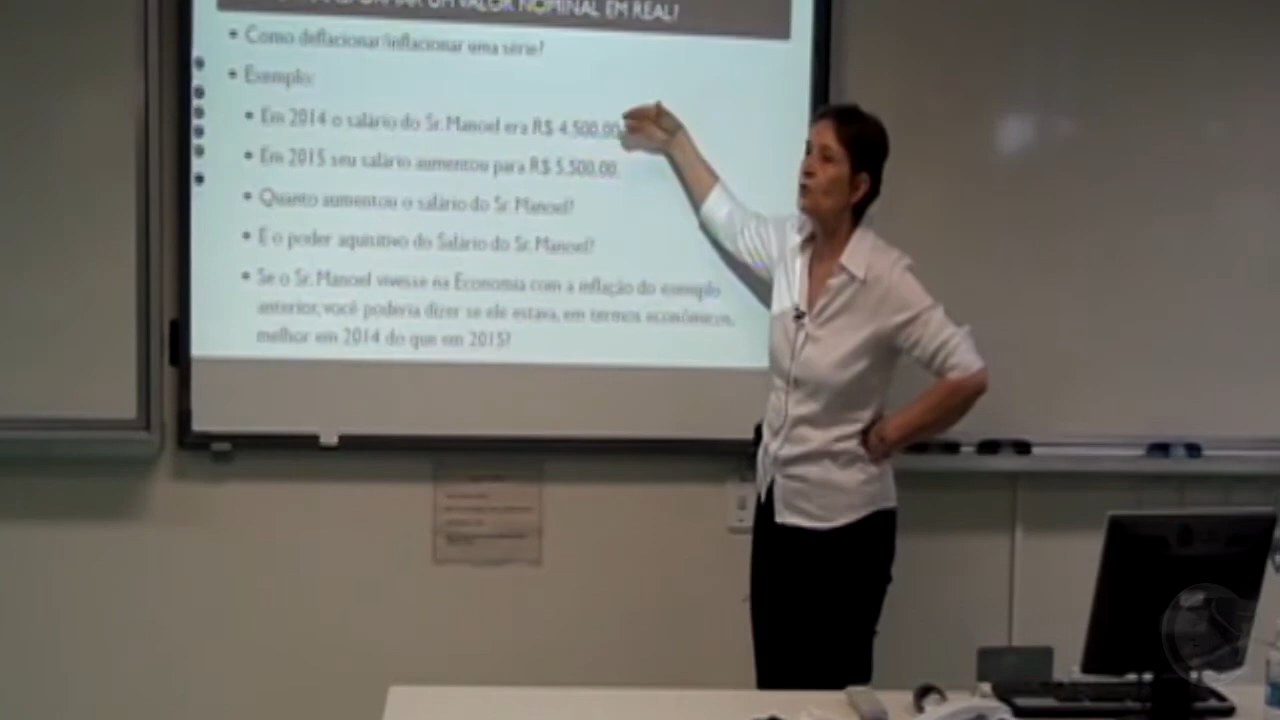 UM VALOR NOMINAL EM REAL?
• Como deflacionar/inflacionar uma série?
• Exemplo:
• Em 2014 o salário do Sr. Manoel era R$ 4.500,00
• Em 2015 seu salário aumentou para R$ 5.500,00.
• Quanto aumentou o salário do Sr. Manoel?
• E o poder aquisitivo do Salário do Sr. Manoel?
• Se o Sr. Manoel vivesse na Economia com a inflação do exemplo
anterior, você poderia dizer se ele estava, em termos econômicos,
melhor em 2014 do que em 2015?